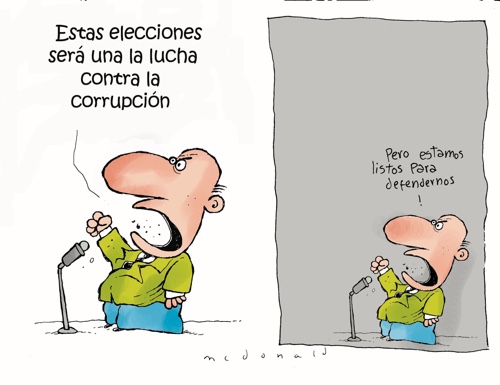 Estas elecciones
será una la lucha
contra la
corrupción
Pero estamos
listos para
defendernos
!
mcdonald